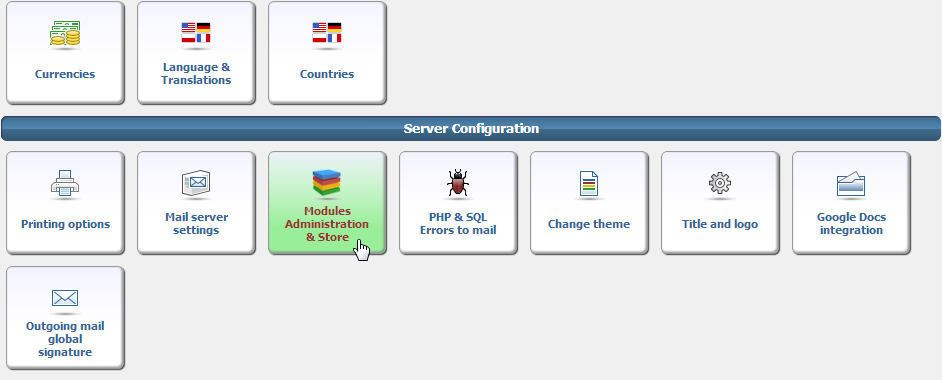 Currencies
Language &
Translations
Countries
Server Configuration
Printing options
Mail server
settings
Modules
Administration
& Store
PHP & SQL
Errors to mail
Change theme
Title and logo
Google Docs
integration
Outgoing mail
global
signature